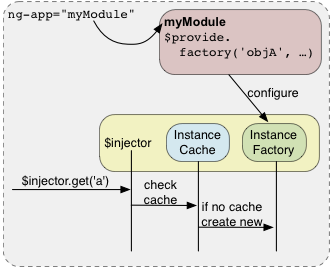 ng-app="myModule"
myModule
$provide.
factory('objA', …)
configure
$injector
Instance
Cache
Instance
Factory
$injector.get('a')
check
cache
if no cache
create new